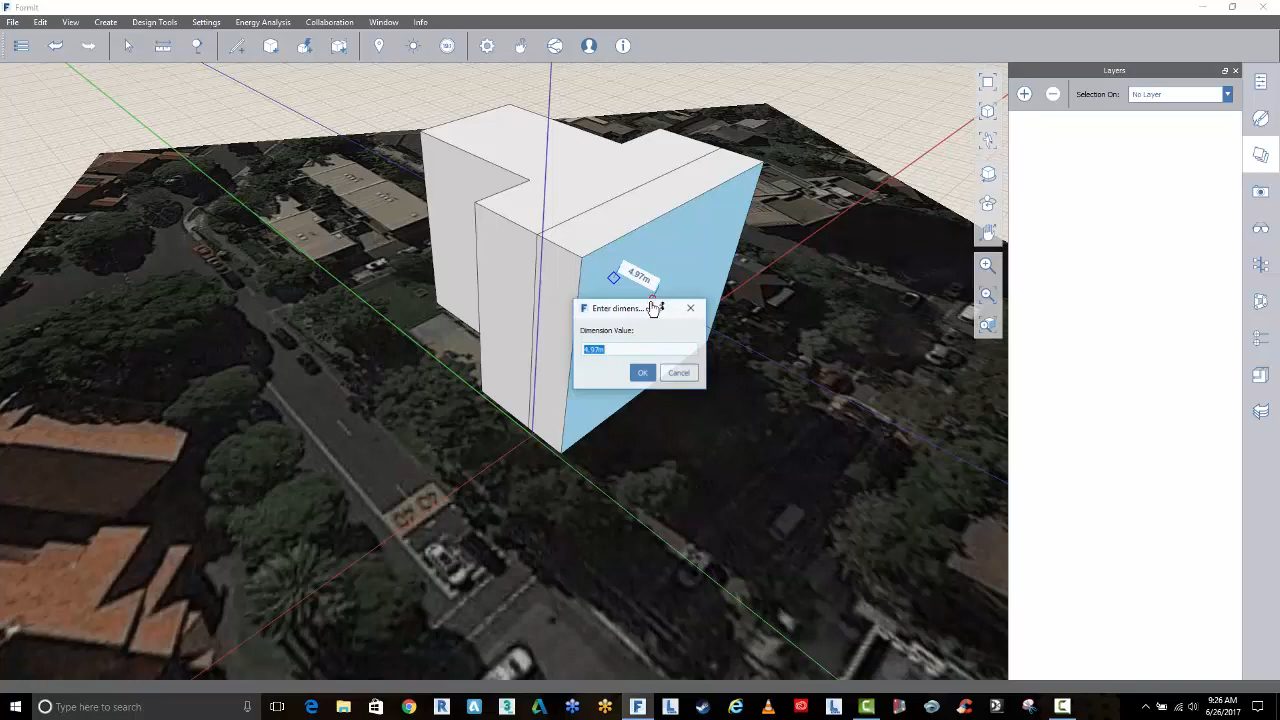 FormIt
File Edit View Create Design Tools Settings Energy Analysis Collaboration Window Info
Layers
Selection On: No Layer
4.97m
Enter dimens...
Dimension Value:
4.97m
OK Cancel
Type here to search
9:26 AM
6/26/2017